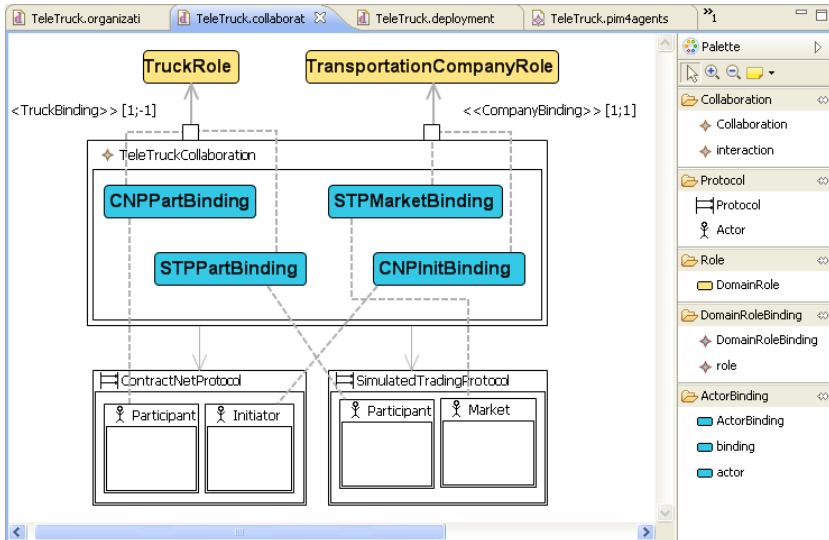 TeleTruck.organizati
TeleTruck.collaborat
TeleTruck.deployment
TeleTruck.pim4agents
»1
TruckRole
TransportationCompanyRole
<TruckBinding>> [1;-1]
<<CompanyBinding>> [1;1]
TeleTruckCollaboration
CNPPartBinding
STPMarketBinding
STPPartBinding
CNPInitBinding
ContractNetProtocol
SimulatedTradingProtocol
Participant
Initiator
Participant
Market
Palette
Collaboration
Collaboration
interaction
Protocol
Protocol
Actor
Role
DomainRole
DomainRoleBinding
DomainRoleBinding
role
ActorBinding
ActorBinding
binding
actor